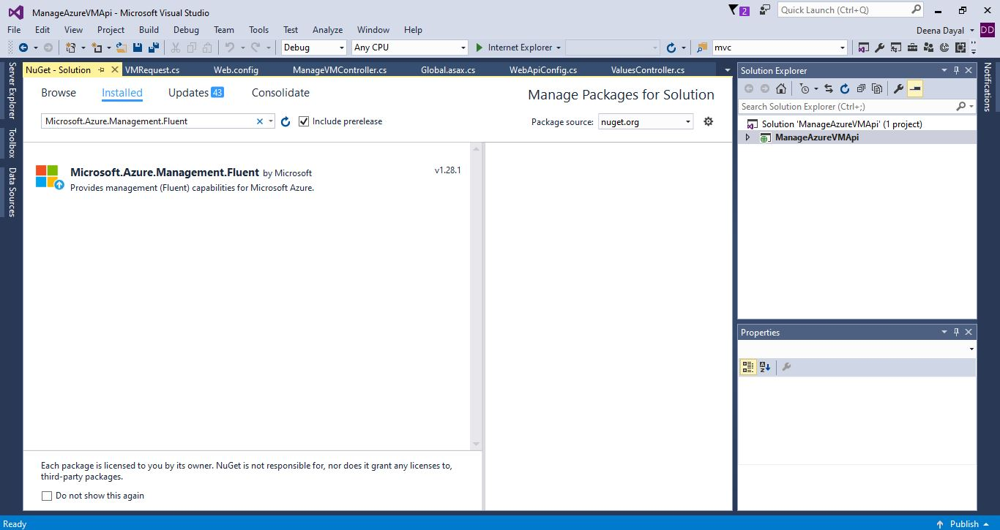 ManageAzureVMApi - Microsoft Visual Studio
2
Quick Launch (Ctrl+Q)
File Edit View Project Build Debug Team Tools Test Analyze Window Help
Deena Dayal
DD
Debug
Any CPU
Internet Explorer
mvc
Server Explorer
Toolbox
Data Sources
NuGet - Solution VMRequest.cs Web.config ManageVMController.cs Global.asax.cs WebApiConfig.cs ValuesController.cs
Browse Installed Updates 43 Consolidate
Manage Packages for Solution
Microsoft.Azure.Management.Fluent
Include prerelease
Package source: nuget.org
Microsoft.Azure.Management.Fluent by Microsoft
v1.28.1
Provides management (Fluent) capabilities for Microsoft Azure.
Each package is licensed to you by its owner. NuGet is not responsible for, nor does it grant any licenses to,
third-party packages.
Do not show this again
Solution Explorer
Search Solution Explorer (Ctrl+;)
Solution 'ManageAzureVMApi' (1 project)
ManageAzureVMApi
Properties
A
Z
Notifications
Ready
Publish